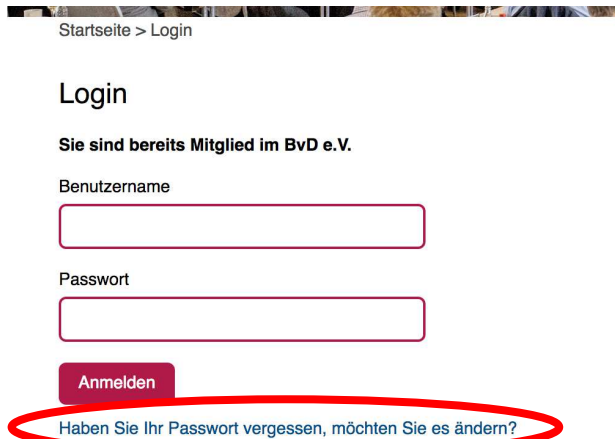 Startseite > Login
Login
Sie sind bereits Mitglied im BvD e.V.
Benutzername
Passwort
Anmelden
Haben Sie Ihr Passwort vergessen, möchten Sie es ändern?